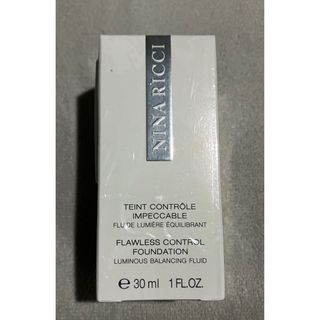 NINA RICCI
TEINT CONTRÔLE
IMPECCABLE
FLUIDE LUMIÈRE ÉQUILIBRANT
FLAWLESS CONTROL
FOUNDATION
LUMINOUS BALANCING FLUID
e 30 ml 1 FL.OZ.